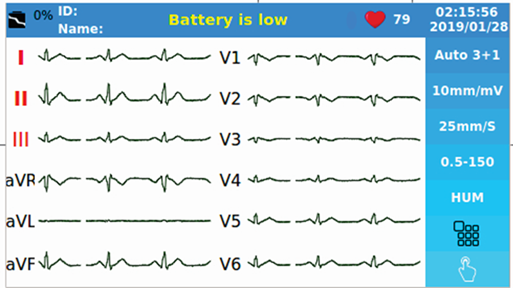 0% ID:
Name:
Battery is low
79
02:15:56
2019/01/28
I V1
II V2
III V3
aVR V4
aVL V5
aVF V6
Auto 3+1
10mm/mV
25mm/S
0.5-150
HUM